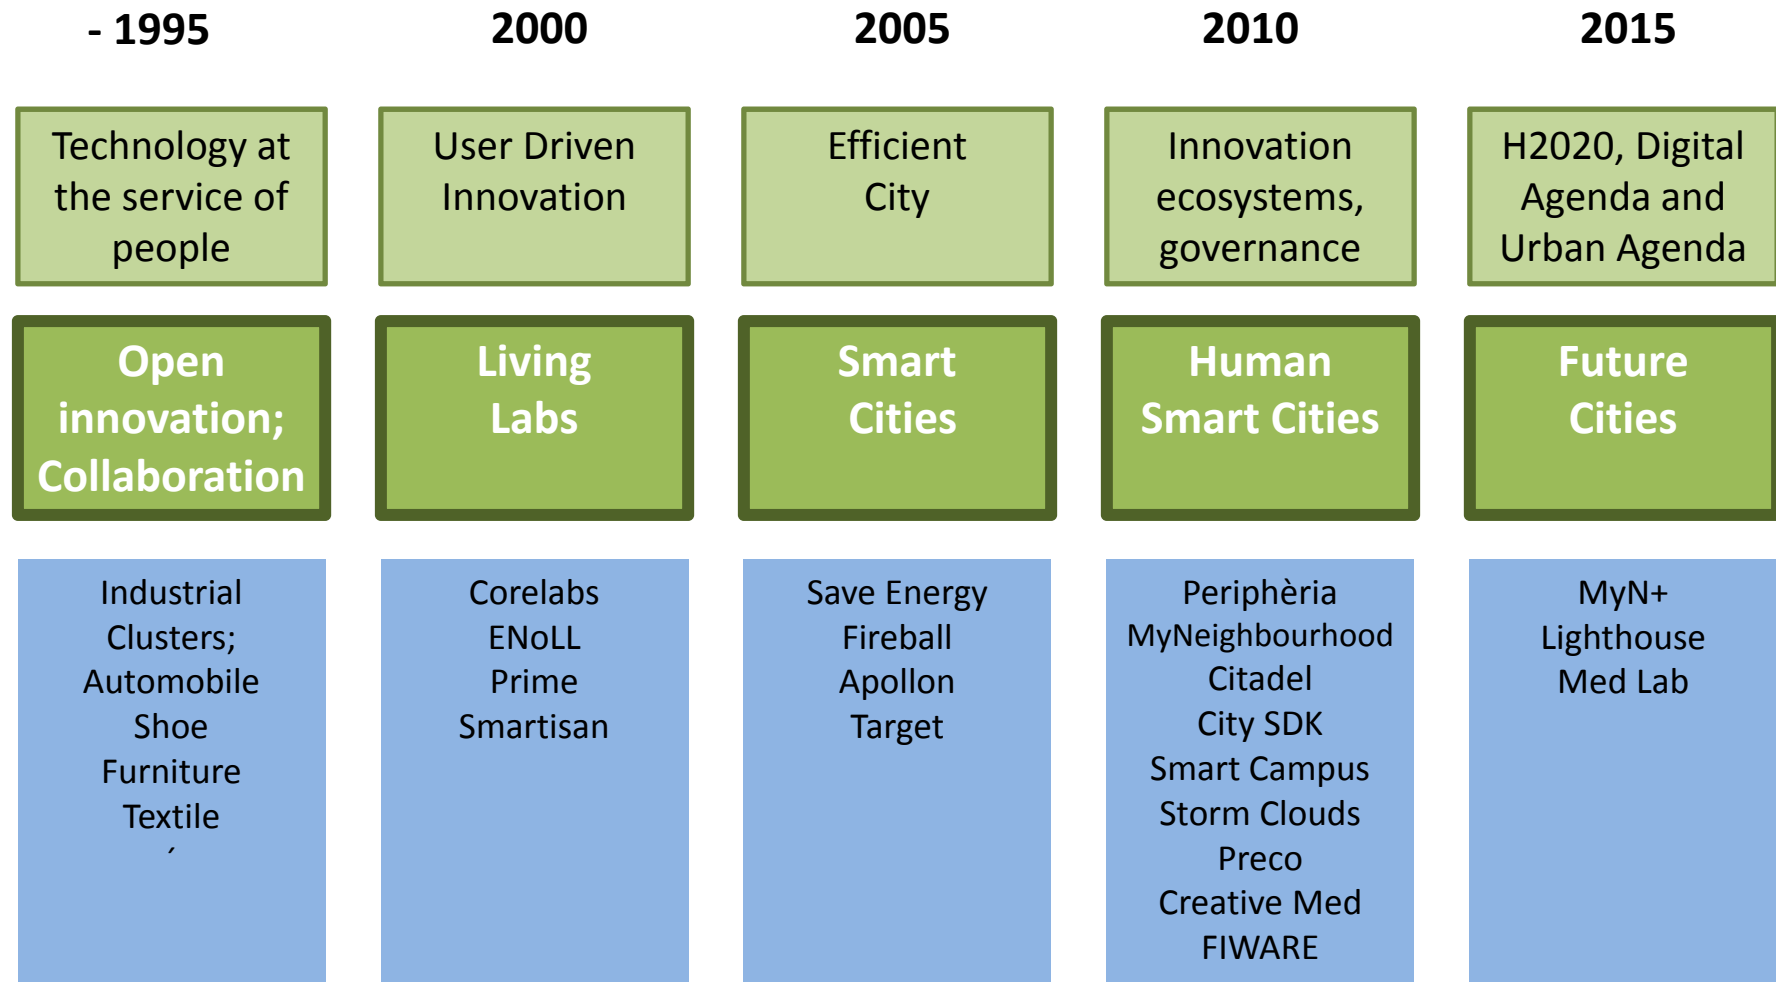 - 1995
2000
2005
2010
2015
Technology at
the service of
people
User Driven
Innovation
Efficient
City
Innovation
ecosystems,
governance
H2020, Digital
Agenda and
Urban Agenda
Open
innovation;
Collaboration
Living
Labs
Smart
Cities
Human
Smart Cities
Future
Cities
Industrial
Clusters;
Automobile
Shoe
Furniture
Textile
´
Corelabs
ENoLL
Prime
Smartisan
Save Energy
Fireball
Apollon
Target
Periphèria
MyNeighbourhood
Citadel
City SDK
Smart Campus
Storm Clouds
Preco
Creative Med
FIWARE
MyN+
Lighthouse
Med Lab